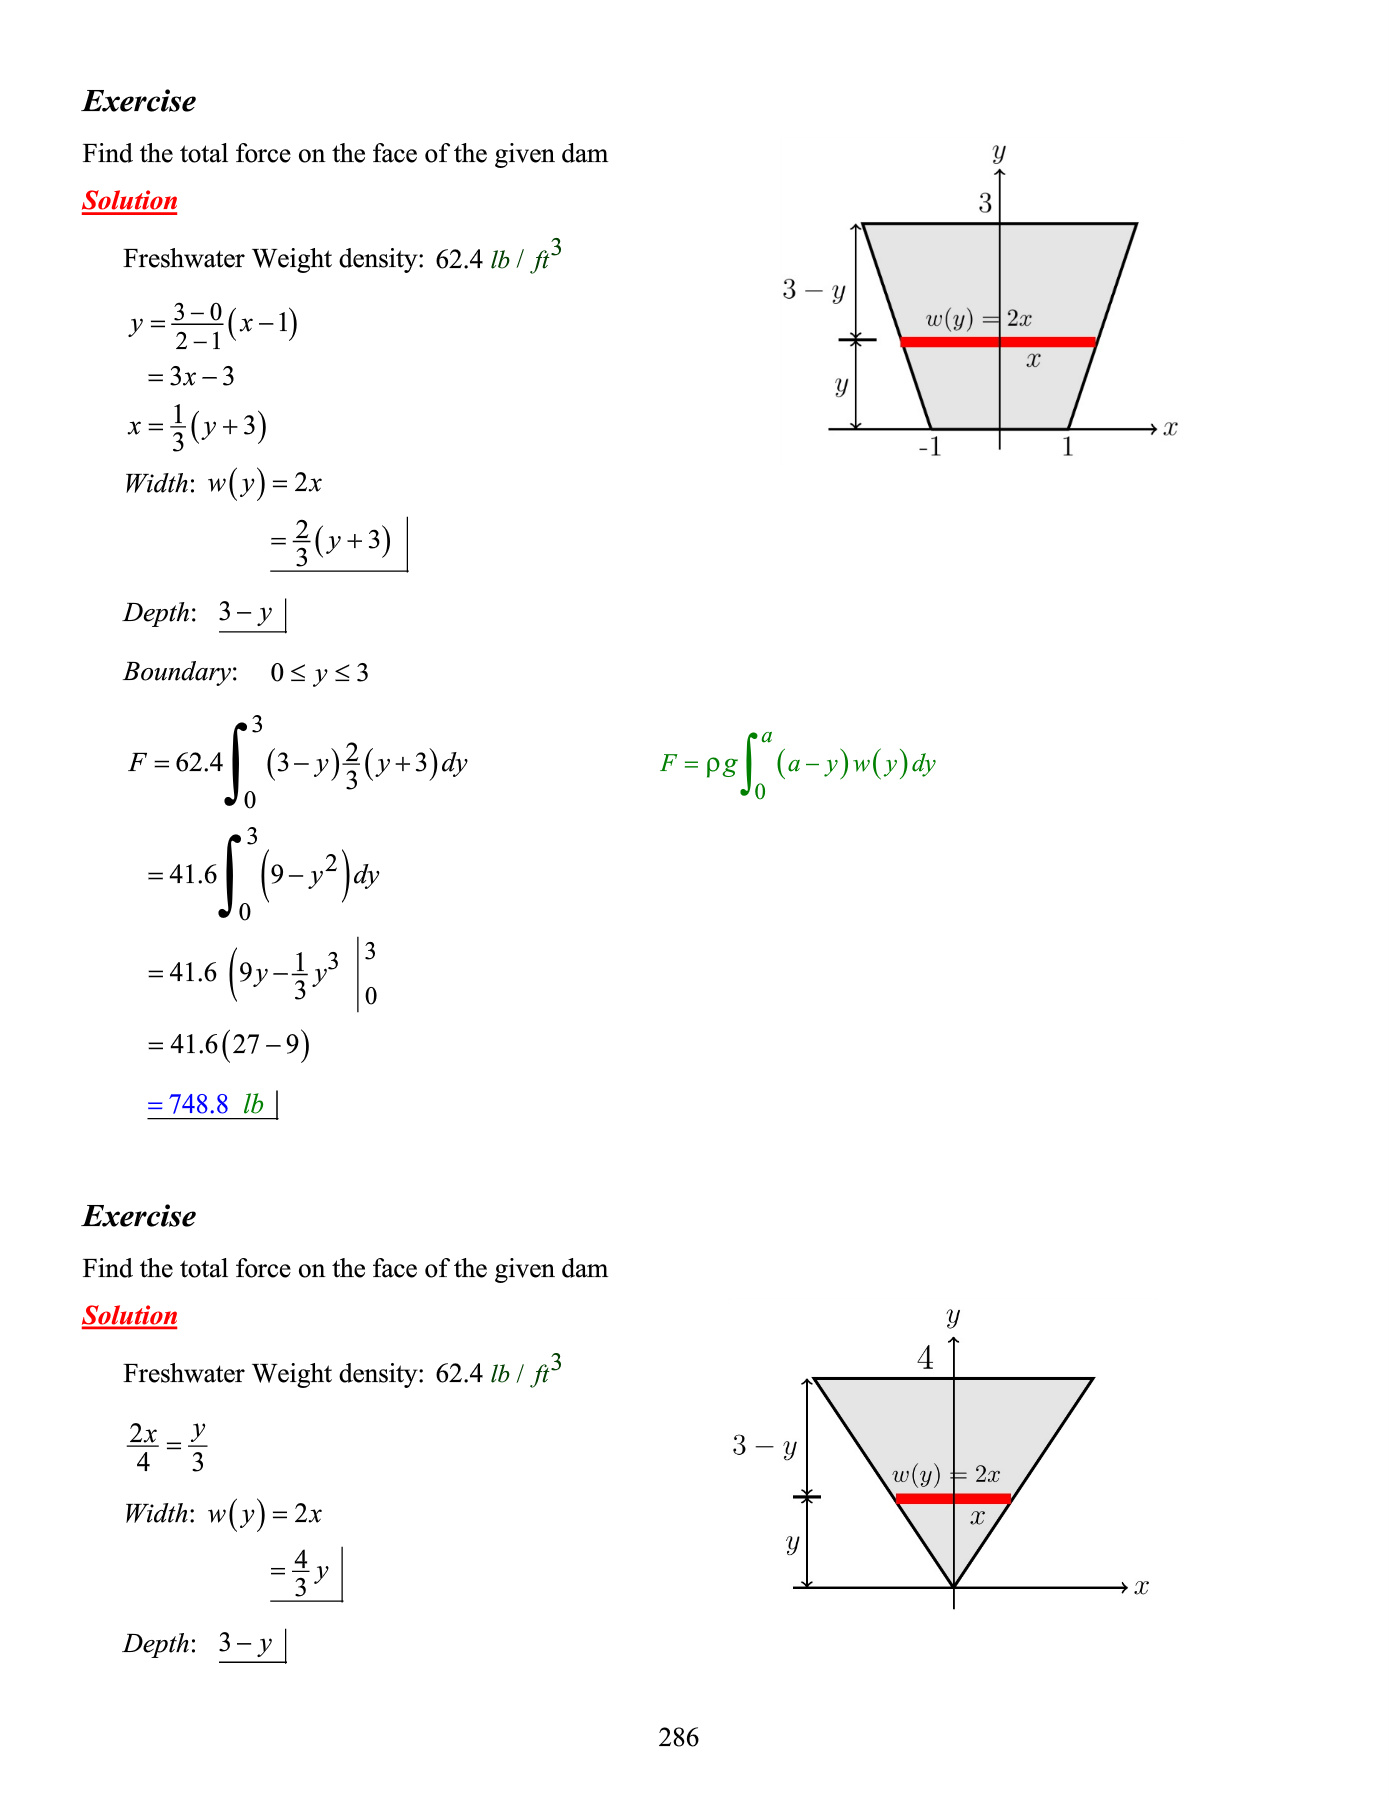 Exercise
Find the total force on the face of the given dam
Solution
Freshwater Weight density: 62.4 lb / ft^3
y = \frac{3-0}{2-1}(x-1)
= 3x-3
x = \frac{1}{3}(y+3)
Width: w(y) = 2x
= \frac{2}{3}(y+3)
Depth: 3-y
Boundary: 0 ≤ y ≤ 3
F = 62.4 \int_0^3 (3-y)\frac{2}{3}(y+3)dy
F = ρg \int_0^a (a-y)w(y)dy
= 41.6 \int_0^3 (9-y^2)dy
= 41.6 (9y-\frac{1}{3}y^3 |_0^3
= 41.6(27-9)
= 748.8 lb
y
3
3 − y
w(y) = 2x
x
y
x
-1
1
Exercise
Find the total force on the face of the given dam
Solution
Freshwater Weight density: 62.4 lb / ft^3
\frac{2x}{4} = \frac{y}{3}
Width: w(y) = 2x
= \frac{4}{3}y
Depth: 3-y
y
4
3 − y
w(y) = 2x
x
y
x
286